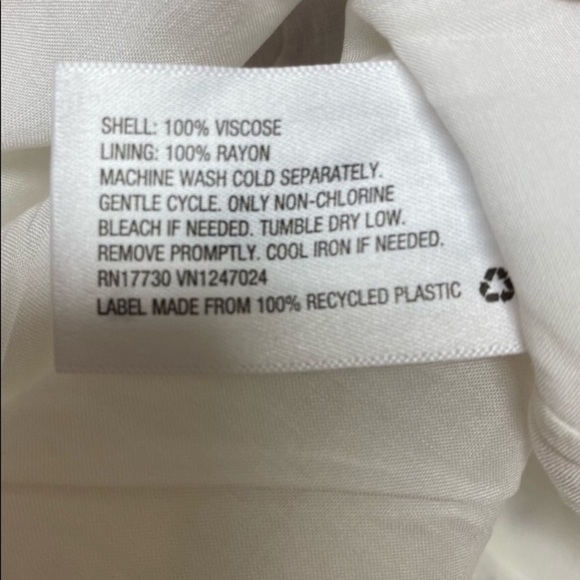 SHELL: 100% VISCOSE
LINING: 100% RAYON
MACHINE WASH COLD SEPARATELY.
GENTLE CYCLE. ONLY NON-CHLORINE
BLEACH IF NEEDED. TUMBLE DRY LOW.
REMOVE PROMPTLY. COOL IRON IF NEEDED.
RN17730 VN1247024
LABEL MADE FROM 100% RECYCLED PLASTIC